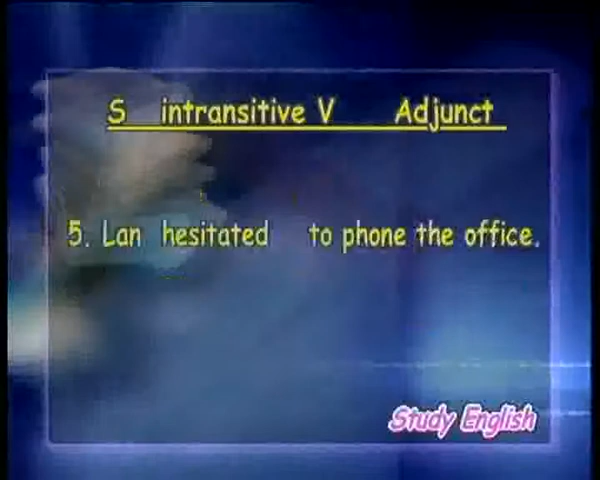 S intransitive V Adjunct
5. Lan hesitated to phone the office.
Study English